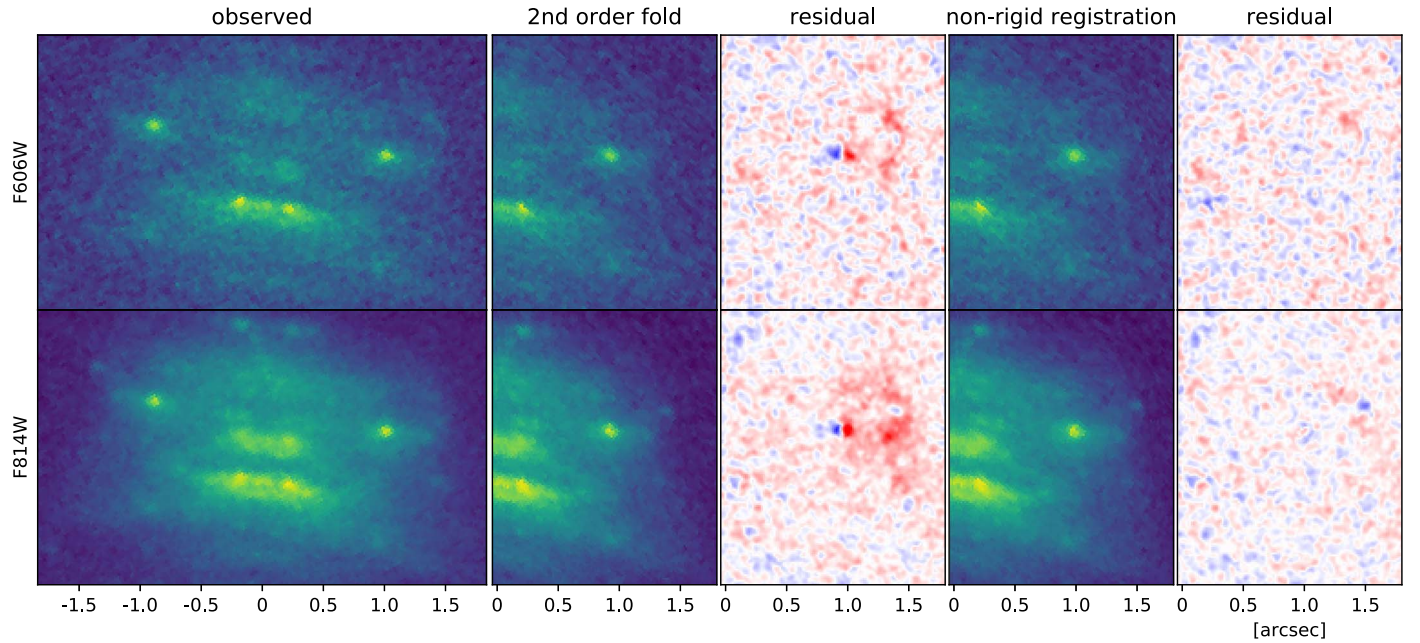 observed 2nd order fold residual non-rigid registration residual
F606W
F814W
-1.5 -1.0 -0.5 0 0.5 1.0 1.5 0 0.5 1.0 1.5 0 0.5 1.0 1.5 0 0.5 1.0 1.5 0 0.5 1.0 1.5
[arcsec]